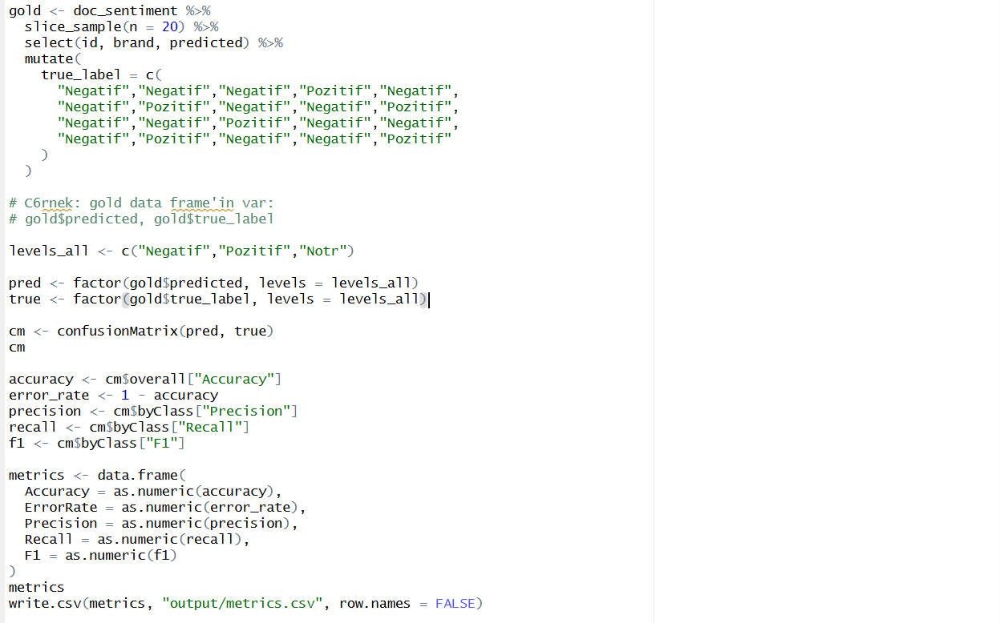 gold <- doc_sentiment %>%
  slice_sample(n = 20) %>%
  select(id, brand, predicted) %>%
  mutate(
    true_label = c(
      "Negatif","Negatif","Negatif","Pozitif","Negatif",
      "Negatif","Pozitif","Negatif","Negatif","Pozitif",
      "Negatif","Negatif","Pozitif","Negatif","Negatif",
      "Negatif","Pozitif","Negatif","Negatif","Pozitif"
    )
  )
# C6rnek: gold data frame'in var:
# gold$predicted, gold$true_label
levels_all <- c("Negatif","Pozitif","Notr")
pred <- factor(gold$predicted, levels = levels_all)
true <- factor(gold$true_label, levels = levels_all)
cm <- confusionMatrix(pred, true)
cm
accuracy <- cm$overall["Accuracy"]
error_rate <- 1 - accuracy
precision <- cm$byClass["Precision"]
recall <- cm$byClass["Recall"]
f1 <- cm$byClass["F1"]
metrics <- data.frame(
  Accuracy = as.numeric(accuracy),
  ErrorRate = as.numeric(error_rate),
  Precision = as.numeric(precision),
  Recall = as.numeric(recall),
  F1 = as.numeric(f1)
)
metrics
write.csv(metrics, "output/metrics.csv", row.names = FALSE)